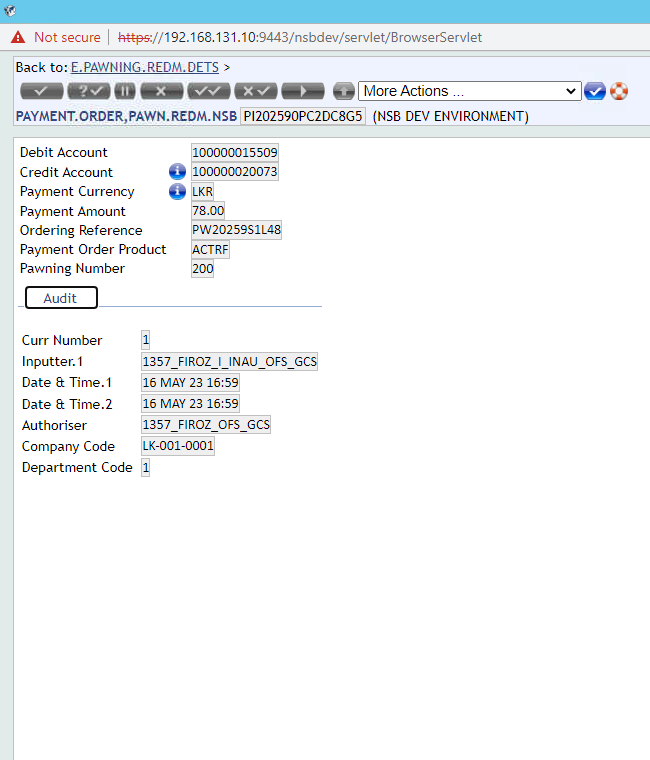 Not secure | https://192.168.131.10:9443/nsbdev/servlet/BrowserServlet
Back to: E.PAWNING.REDM.DETS >
More Actions ...
PAYMENT.ORDER,PAWN.REDM.NSB PI202590PC2DC8G5 (NSB DEV ENVIRONMENT)
Debit Account 100000015509
Credit Account 100000020073
Payment Currency LKR
Payment Amount 78.00
Ordering Reference PW20259S1L48
Payment Order Product ACTRF
Pawning Number 200
Audit
Curr Number 1
Inputter.1 1357_FIROZ_I_INAU_OFS_GCS
Date & Time.1 16 MAY 23 16:59
Date & Time.2 16 MAY 23 16:59
Authoriser 1357_FIROZ_OFS_GCS
Company Code LK-001-0001
Department Code 1